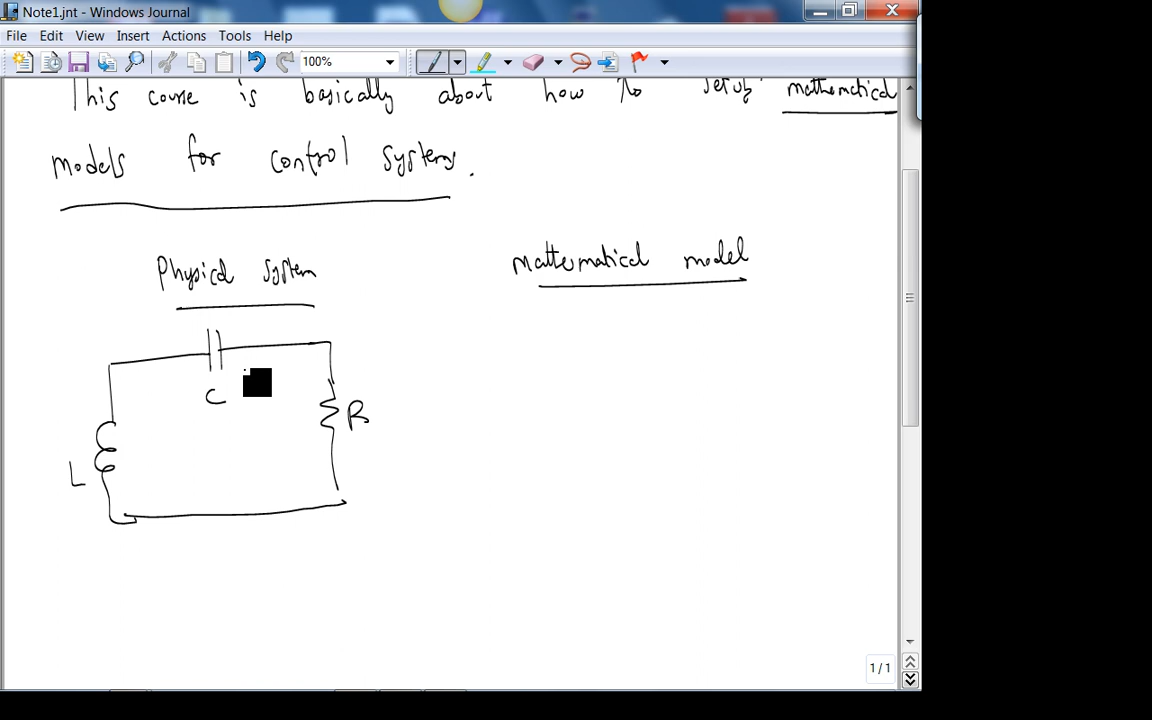 Note1.jnt - Windows Journal
File Edit View Insert Actions Tools Help
100%
This course is basically about how to setup mathematical
models for control systems.
Physical system
mathematical model
C
R
L
1/1